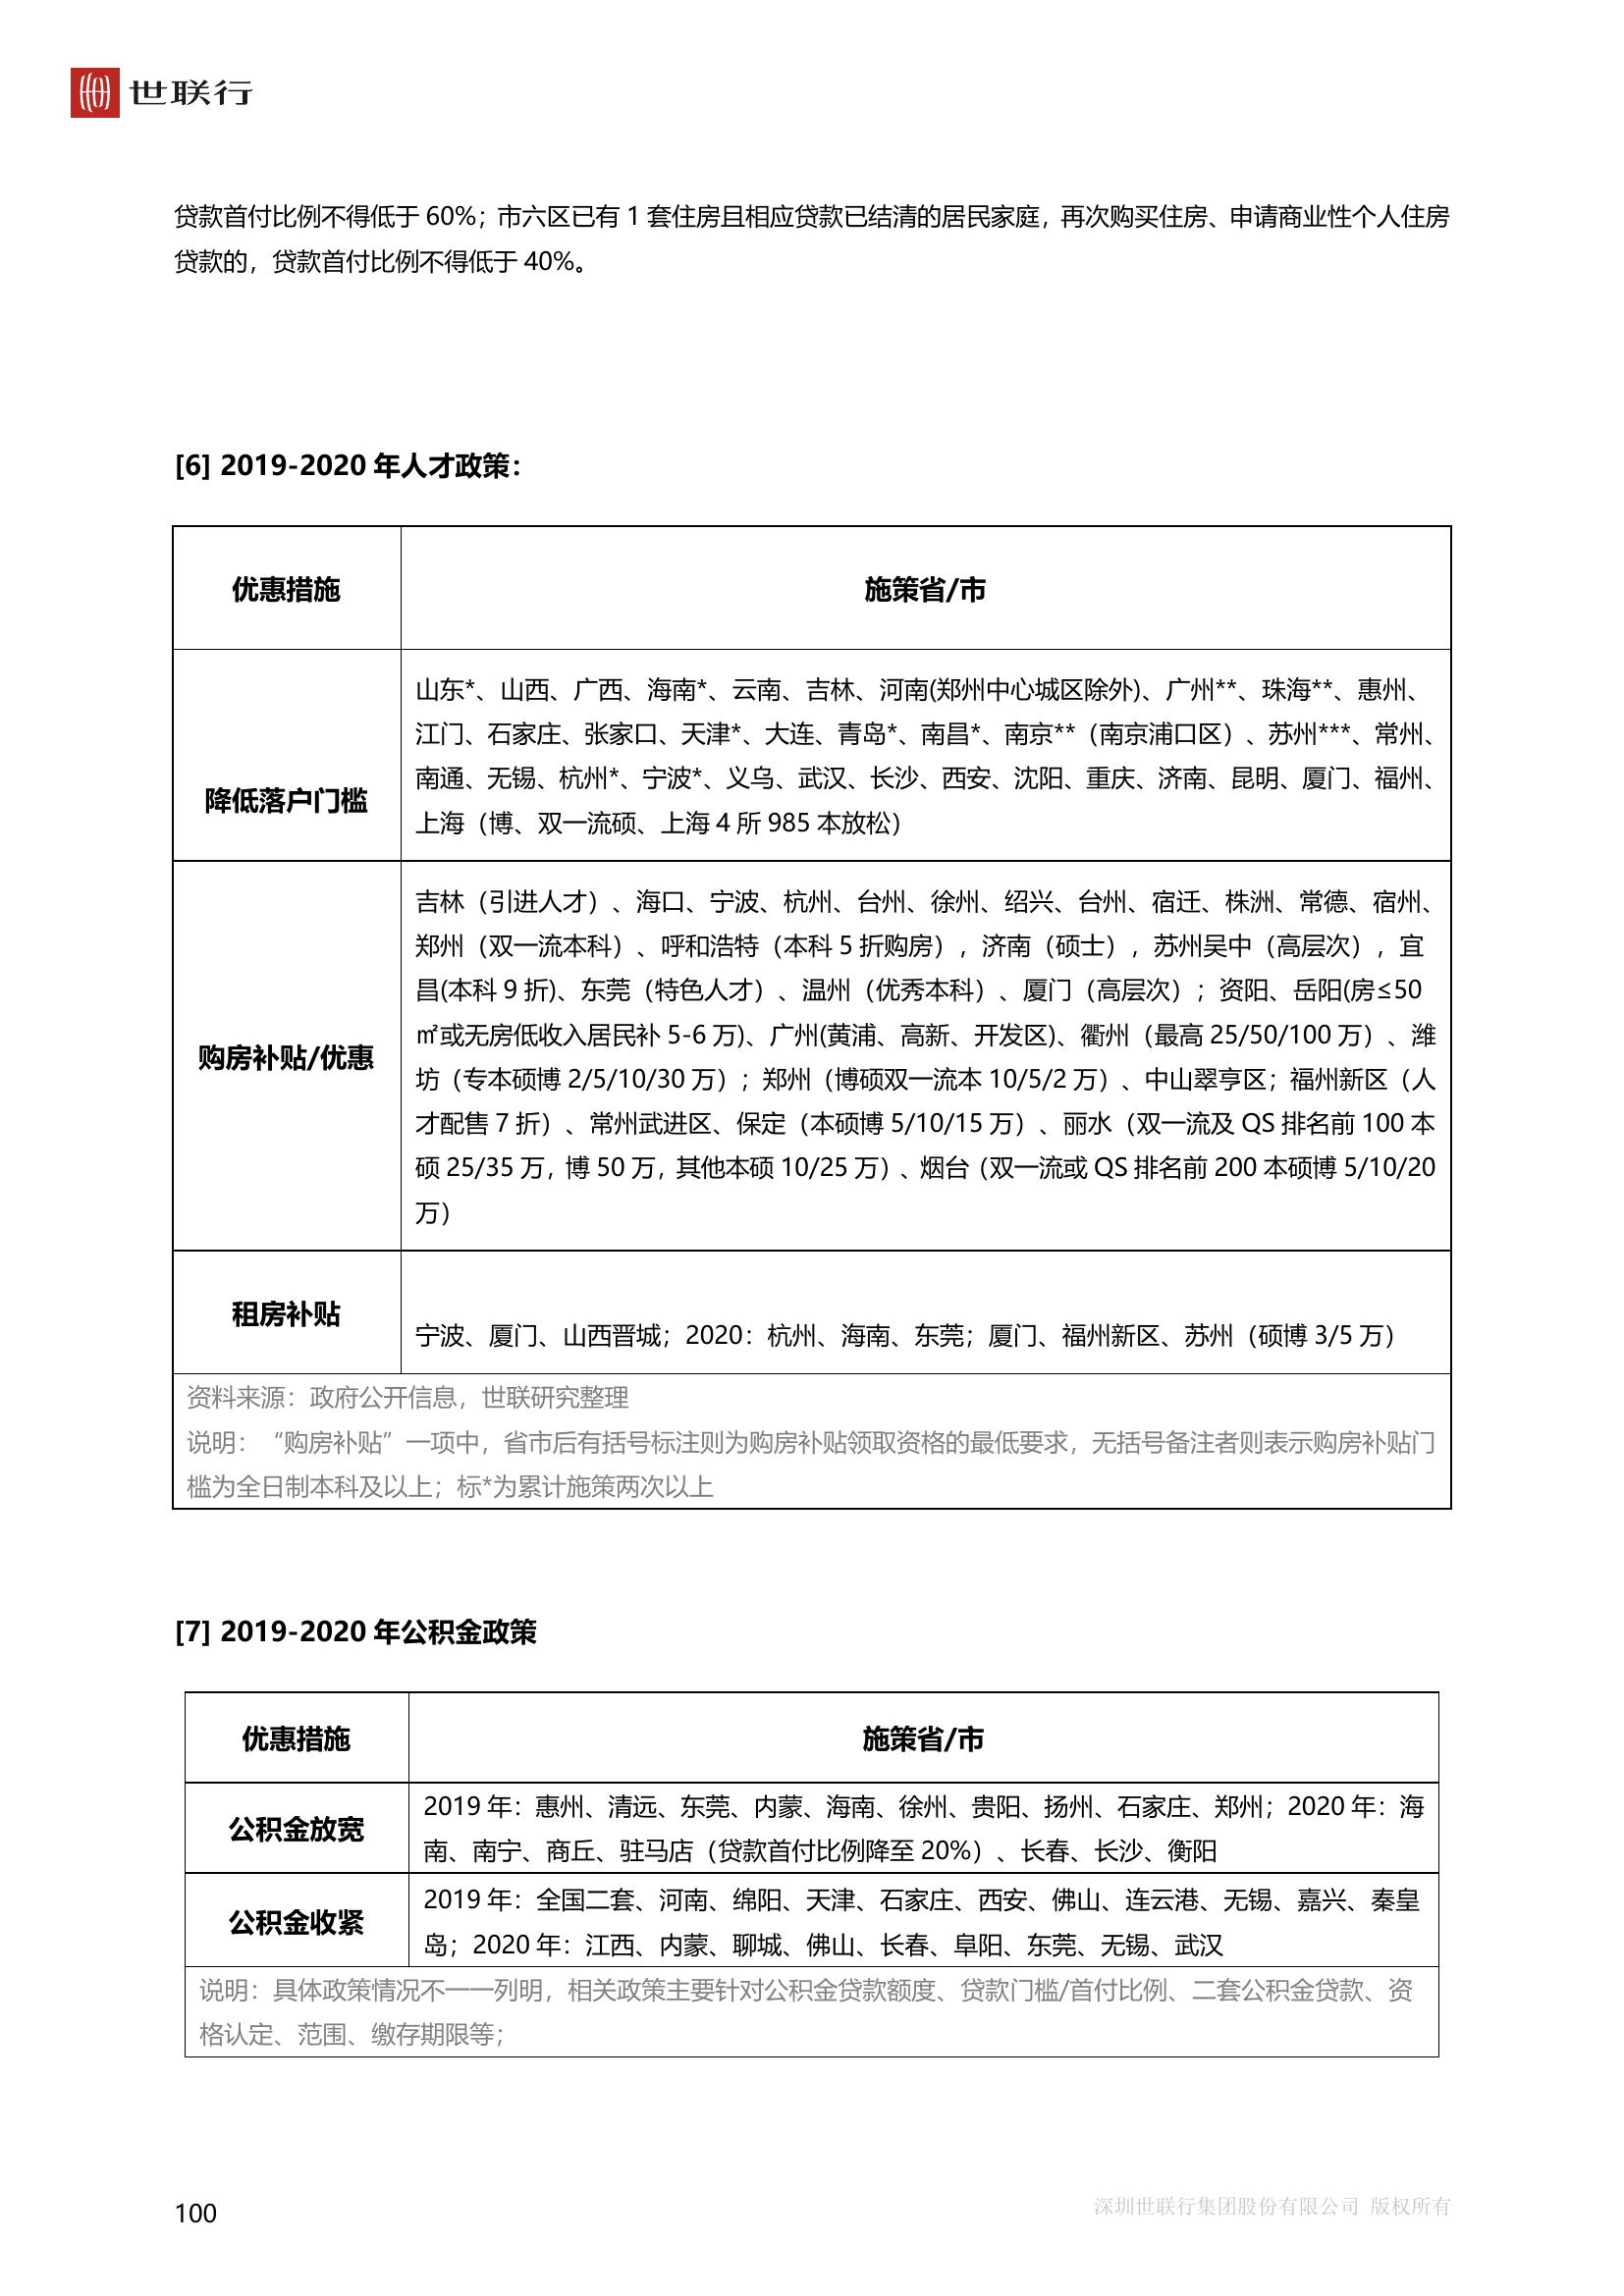 世联行
贷款首付比例不得低于 60%；市六区已有 1 套住房且相应贷款已结清的居民家庭，再次购买住房、申请商业性个人住房
贷款的，贷款首付比例不得低于 40%。
[6] 2019-2020 年人才政策：
优惠措施
施策省/市
降低落户门槛
山东*、山西、广西、海南*、云南、吉林、河南(郑州中心城区除外)、广州**、珠海**、惠州、
江门、石家庄、张家口、天津*、大连、青岛*、南昌*、南京**（南京浦口区）、苏州***、常州、
南通、无锡、杭州*、宁波*、义乌、武汉、长沙、西安、沈阳、重庆、济南、昆明、厦门、福州、
上海（博、双一流硕、上海 4 所 985 本放松）
购房补贴/优惠
吉林（引进人才）、海口、宁波、杭州、台州、徐州、绍兴、台州、宿迁、株洲、常德、宿州、
郑州（双一流本科）、呼和浩特（本科 5 折购房），济南（硕士），苏州吴中（高层次），宜
昌(本科 9 折)、东莞（特色人才）、温州（优秀本科）、厦门（高层次）；资阳、岳阳(房≤50
㎡或无房低收入居民补 5-6 万)、广州(黄浦、高新、开发区)、衢州（最高 25/50/100 万）、潍
坊（专本硕博 2/5/10/30 万）；郑州（博硕双一流本 10/5/2 万）、中山翠亨区；福州新区（人
才配售 7 折）、常州武进区、保定（本硕博 5/10/15 万）、丽水（双一流及 QS 排名前 100 本
硕 25/35 万，博 50 万，其他本硕 10/25 万）、烟台（双一流或 QS 排名前 200 本硕博 5/10/20
万）
租房补贴
宁波、厦门、山西晋城；2020：杭州、海南、东莞；厦门、福州新区、苏州（硕博 3/5 万）
资料来源：政府公开信息，世联研究整理
说明：“购房补贴”一项中，省市后有括号标注则为购房补贴领取资格的最低要求，无括号备注者则表示购房补贴门
槛为全日制本科及以上；标*为累计施策两次以上
[7] 2019-2020 年公积金政策
优惠措施
施策省/市
公积金放宽
2019 年：惠州、清远、东莞、内蒙、海南、徐州、贵阳、扬州、石家庄、郑州；2020 年：海
南、南宁、商丘、驻马店（贷款首付比例降至 20%）、长春、长沙、衡阳
公积金收紧
2019 年：全国二套、河南、绵阳、天津、石家庄、西安、佛山、连云港、无锡、嘉兴、秦皇
岛；2020 年：江西、内蒙、聊城、佛山、长春、阜阳、东莞、无锡、武汉
说明：具体政策情况不一一列明，相关政策主要针对公积金贷款额度、贷款门槛/首付比例、二套公积金贷款、资
格认定、范围、缴存期限等；
100
深圳世联行集团股份有限公司 版权所有